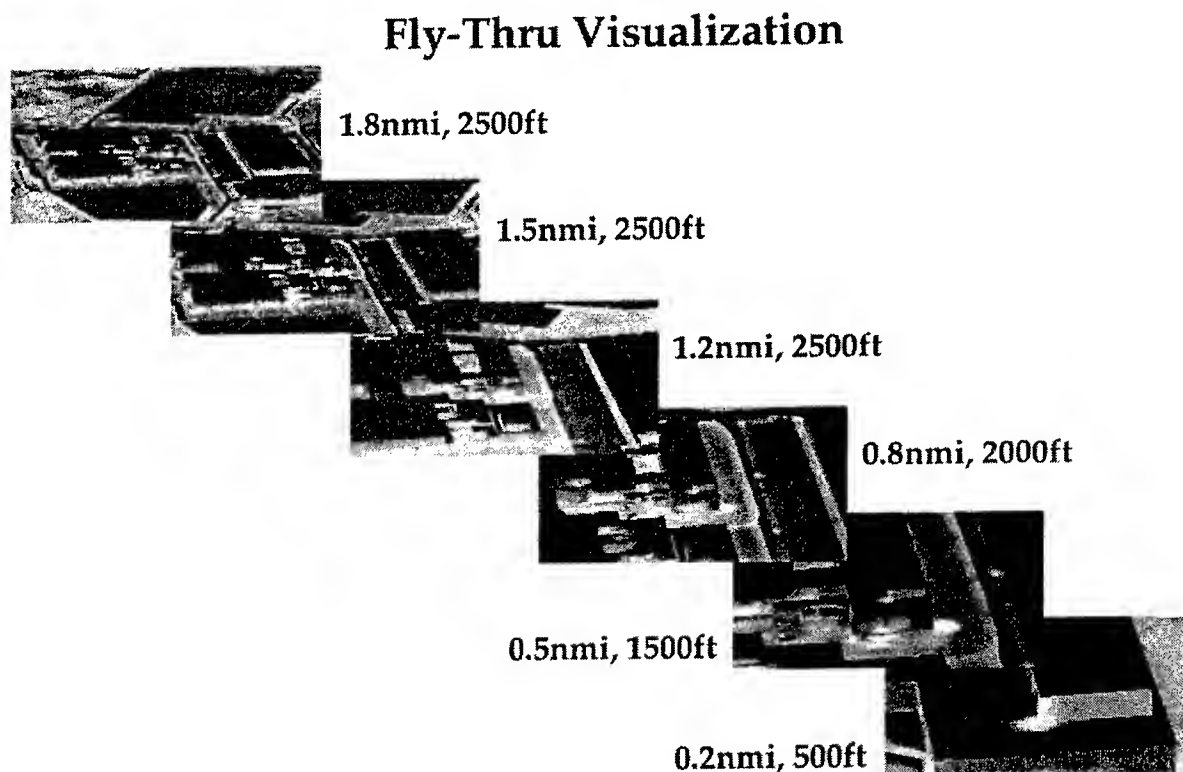 Fly-Thru Visualization
1.8nmi, 2500ft
1.5nmi, 2500ft
1.2nmi, 2500ft
0.8nmi, 2000ft
0.5nmi, 1500ft
0.2nmi, 500ft